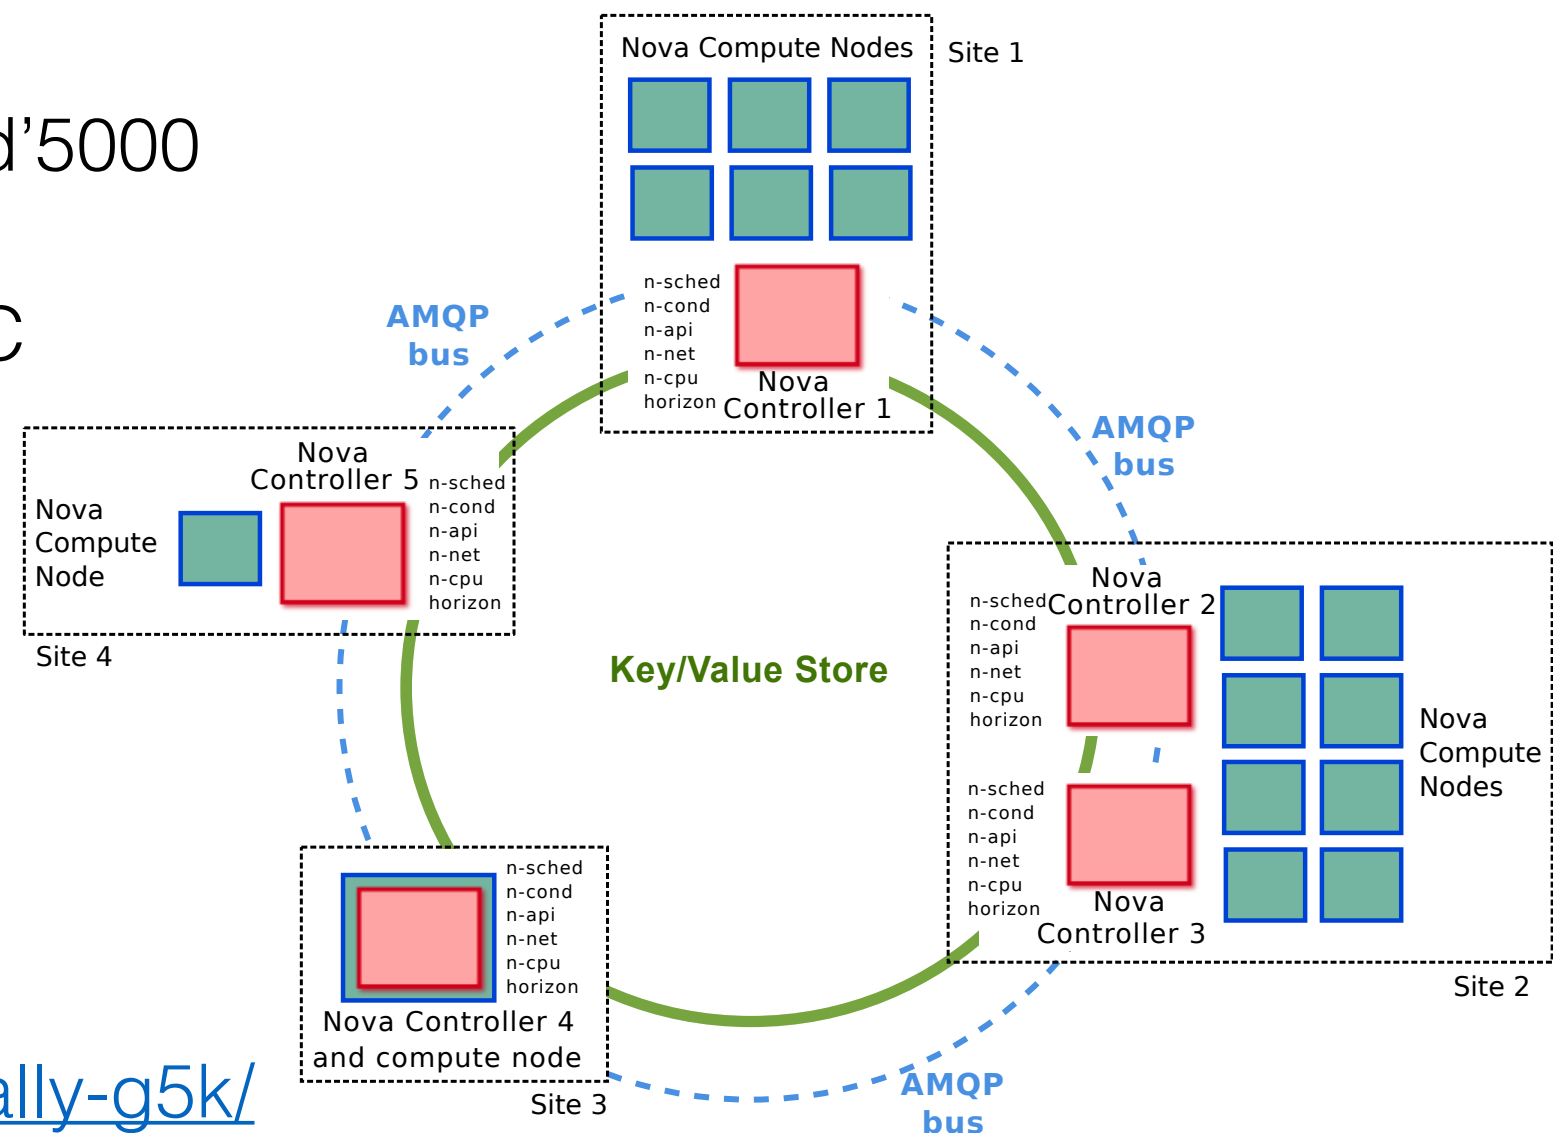 d’5000
C
ally-g5k/
Nova Compute Nodes
Site 1
n-sched
n-cond
n-api
n-net
n-cpu
horizon
Nova
Controller 1
AMQP
bus
AMQP
bus
Nova
Controller 5
n-sched
n-cond
n-api
n-net
n-cpu
horizon
Nova
Compute
Node
Site 4
Key/Value Store
Nova
Controller 2
n-sched
n-cond
n-api
n-net
n-cpu
horizon
n-sched
n-cond
n-api
n-net
n-cpu
horizon
Nova
Controller 3
Nova
Compute
Nodes
Site 2
n-sched
n-cond
n-api
n-net
n-cpu
horizon
Nova Controller 4
and compute node
Site 3
AMQP
bus